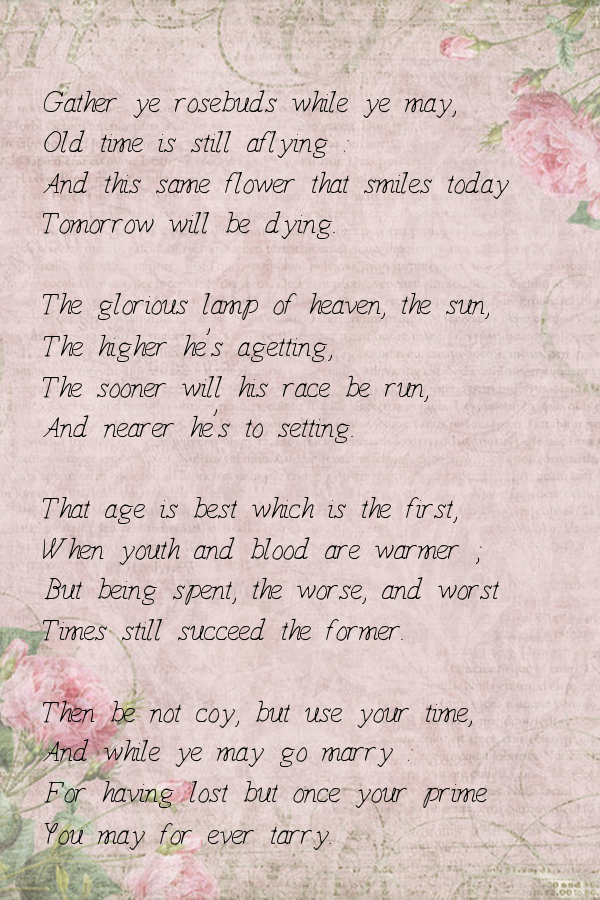 Gather ye rosebuds while ye may,
Old time is still aflying :
And this same flower that smiles today
Tomorrow will be dying.

The glorious lamp of heaven, the sun,
The higher he's agetting,
The sooner will his race be run,
And nearer he's to setting.

That age is best which is the first,
When youth and blood are warmer ;
But being spent, the worse, and worst
Times still succeed the former.

Then be not coy, but use your time,
And while ye may go marry :
For having lost but once your prime
You may for ever tarry.